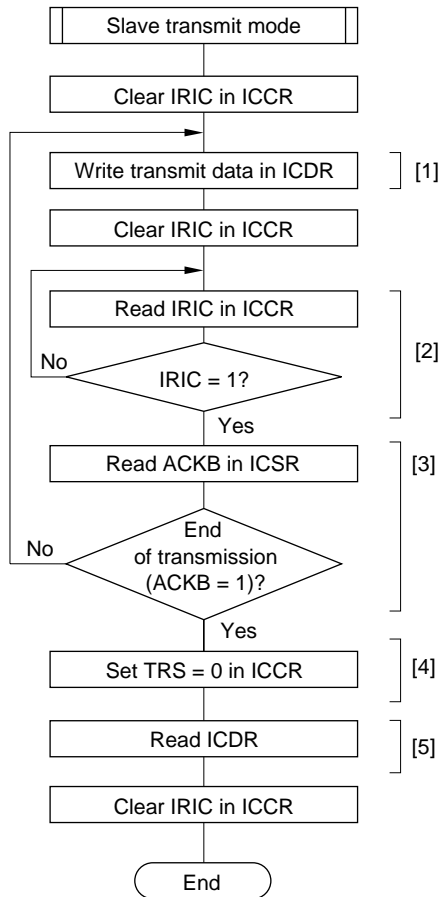 Slave transmit mode
Clear IRIC in ICCR
Write transmit data in ICDR
[1]
Clear IRIC in ICCR
Read IRIC in ICCR
[2]
No
IRIC = 1?
Yes
Read ACKB in ICSR
[3]
End
of transmission
(ACKB = 1)?
No
Yes
Set TRS = 0 in ICCR
[4]
Read ICDR
[5]
Clear IRIC in ICCR
End